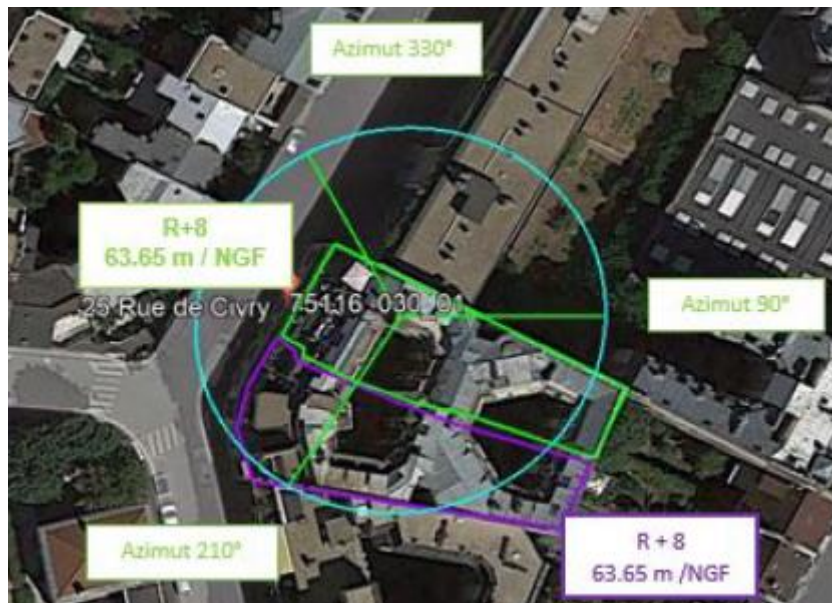 Azimut 330°
R+8
63.65 m / NGF
25 Rue de Civry 75116_030_01
Azimut 90°
Azimut 210°
R + 8
63.65 m /NGF